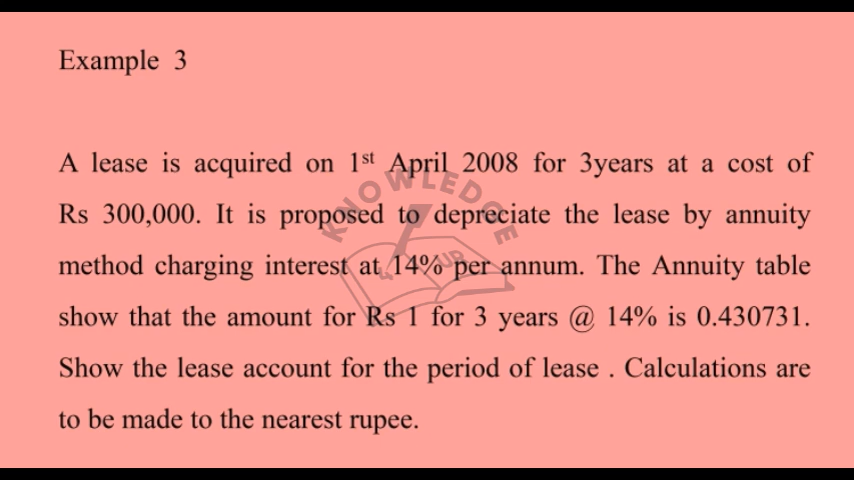 Example 3
A lease is acquired on 1st April 2008 for 3years at a cost of
Rs 300,000. It is proposed to depreciate the lease by annuity
method charging interest at 14% per annum. The Annuity table
show that the amount for Rs 1 for 3 years @ 14% is 0.430731.
Show the lease account for the period of lease . Calculations are
to be made to the nearest rupee.
KNOWLEDGE
HUB